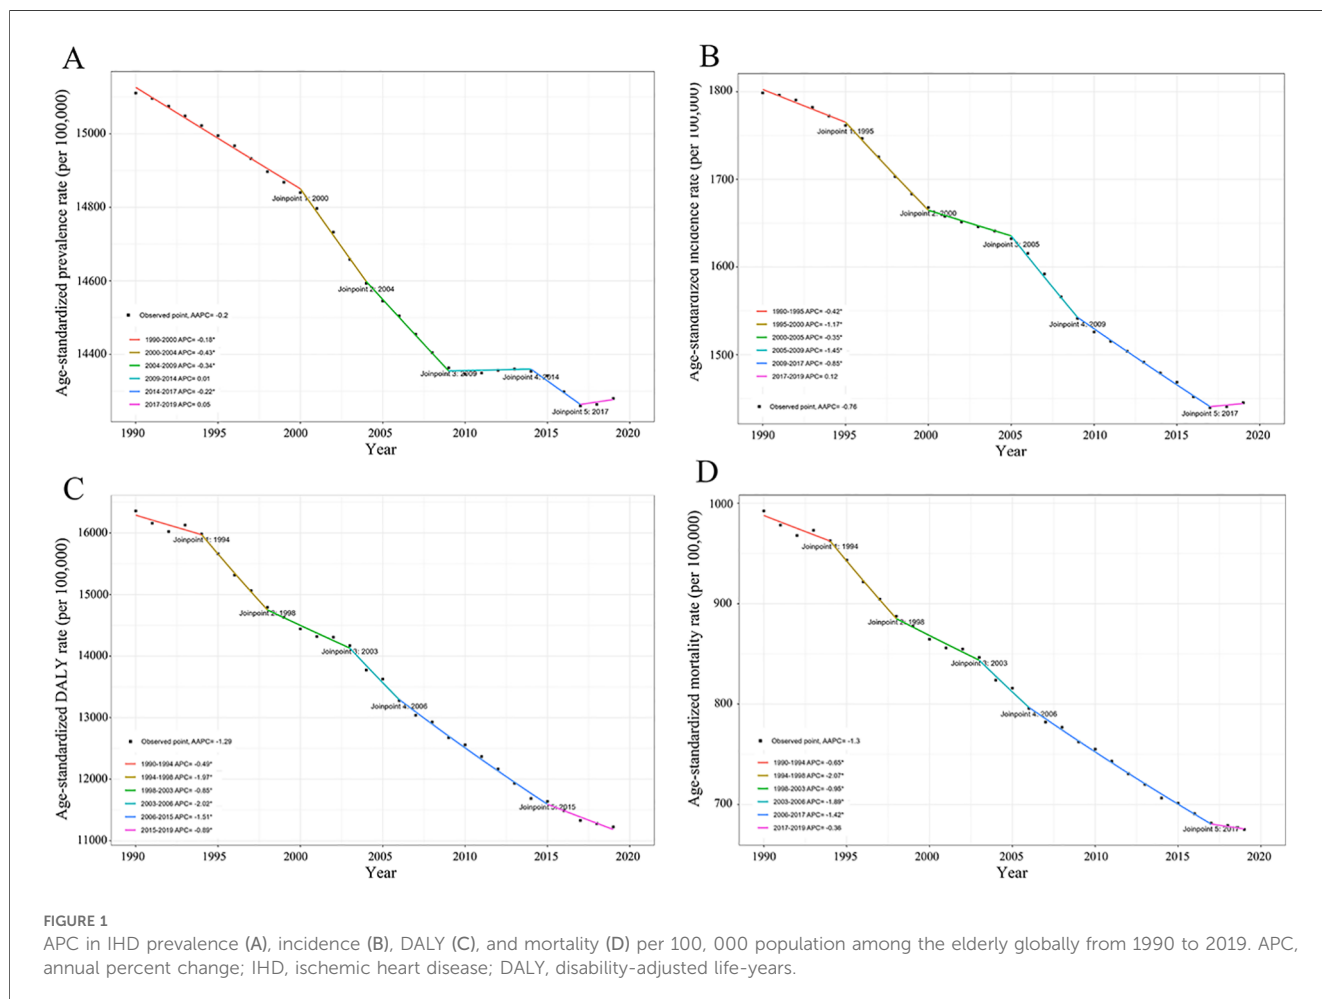 A
Age-standardized prevalence rate (per 100,000)
15000
14800
14600
14400
Joinpoint 1: 2000
Joinpoint 2: 2004
Joinpoint 3: 2009
Joinpoint 4: 2014
Joinpoint 5: 2017
Observed point, AAPC= -0.2
1990-2000 APC= -0.18*
2000-2004 APC= -0.43*
2004-2009 APC= -0.34*
2009-2014 APC= 0.01
2014-2017 APC= -0.22*
2017-2019 APC= 0.05
1990 1995 2000 2005 2010 2015 2020
Year
B
Age-standardized incidence rate (per 100,000)
1800
1700
1600
1500
Joinpoint 1: 1995
Joinpoint 2: 2000
Joinpoint 3: 2005
Joinpoint 4: 2009
Joinpoint 5: 2017
1990-1995 APC= -0.42*
1995-2000 APC= -1.17*
2000-2005 APC= -0.35*
2005-2009 APC= -1.45*
2009-2017 APC= -0.85*
2017-2019 APC= 0.12
Observed point, AAPC= -0.76
1990 1995 2000 2005 2010 2015 2020
Year
C
Age-standardized DALY rate (per 100,000)
16000
15000
14000
13000
12000
11000
Joinpoint 1: 1994
Joinpoint 2: 1998
Joinpoint 3: 2003
Joinpoint 4: 2006
Joinpoint 5: 2015
Observed point, AAPC= -1.29
1990-1994 APC= -0.49*
1994-1998 APC= -1.97*
1998-2003 APC= -0.85*
2003-2006 APC= -2.02*
2006-2015 APC= -1.51*
2015-2019 APC= -0.89*
1990 1995 2000 2005 2010 2015 2020
Year
D
Age-standardized mortality rate (per 100,000)
1000
900
800
700
Joinpoint 1: 1994
Joinpoint 2: 1998
Joinpoint 3: 2003
Joinpoint 4: 2006
Joinpoint 5: 2017
Observed point, AAPC= -1.3
1990-1994 APC= -0.65*
1994-1998 APC= -2.07*
1998-2003 APC= -0.95*
2003-2006 APC= -1.89*
2006-2017 APC= -1.42*
2017-2019 APC= -0.36
1990 1995 2000 2005 2010 2015 2020
Year
FIGURE 1
APC in IHD prevalence (A), incidence (B), DALY (C), and mortality (D) per 100, 000 population among the elderly globally from 1990 to 2019. APC,
annual percent change; IHD, ischemic heart disease; DALY, disability-adjusted life-years.